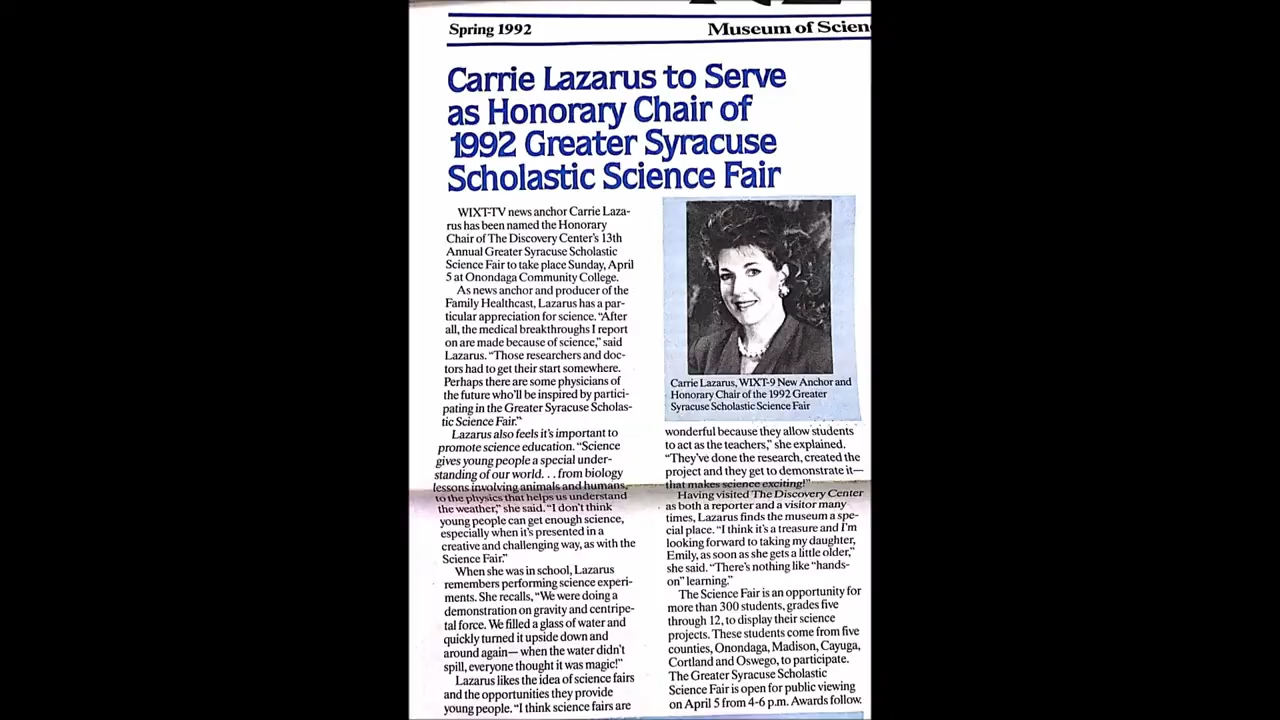 Spring 1992
Museum of Scien
Carrie Lazarus to Serve
as Honorary Chair of
1992 Greater Syracuse
Scholastic Science Fair
WIXT-TV news anchor Carrie Laza-
rus has been named the Honorary
Chair of The Discovery Center's 13th
Annual Greater Syracuse Scholastic
Science Fair to take place Sunday, April
5 at Onondaga Community College.
As news anchor and producer of the
Family Healthcast, Lazarus has a par-
ticular appreciation for science. "After
all, the medical breakthroughs I report
on are made because of science," said
Lazarus. "Those researchers and doc-
tors had to get their start somewhere.
Perhaps there are some physicians of
the future who'll be inspired by partici-
pating in the Greater Syracuse Scholas-
tic Science Fair."
Lazarus also feels it's important to
promote science education. "Science
gives young people a special under-
standing of our world. . . from biology
lessons involving animals and humans,
to the physics that helps us understand
the weather," she said. "I don't think
young people can get enough science,
especially when it's presented in a
creative and challenging way, as with the
Science Fair."
When she was in school, Lazarus
remembers performing science experi-
ments. She recalls, "We were doing a
demonstration on gravity and centripe-
tal force. We filled a glass of water and
quickly turned it upside down and
around again— when the water didn't
spill, everyone thought it was magic!"
Lazarus likes the idea of science fairs
and the opportunities they provide
young people. "I think science fairs are
Carrie Lazarus, WIXT-9 New Anchor and
Honorary Chair of the 1992 Greater
Syracuse Scholastic Science Fair
wonderful because they allow students
to act as the teachers," she explained.
"They've done the research, created the
project and they get to demonstrate it—
that makes science exciting!"
Having visited The Discovery Center
as both a reporter and a visitor many
times, Lazarus finds the museum a spe-
cial place. "I think it's a treasure and I'm
looking forward to taking my daughter,
Emily, as soon as she gets a little older,"
she said. "There's nothing like "hands-
on" learning."
The Science Fair is an opportunity for
more than 300 students, grades five
through 12, to display their science
projects. These students come from five
counties, Onondaga, Madison, Cayuga,
Cortland and Oswego, to participate.
The Greater Syracuse Scholastic
Science Fair is open for public viewing
on April 5 from 4-6 p.m. Awards follow.